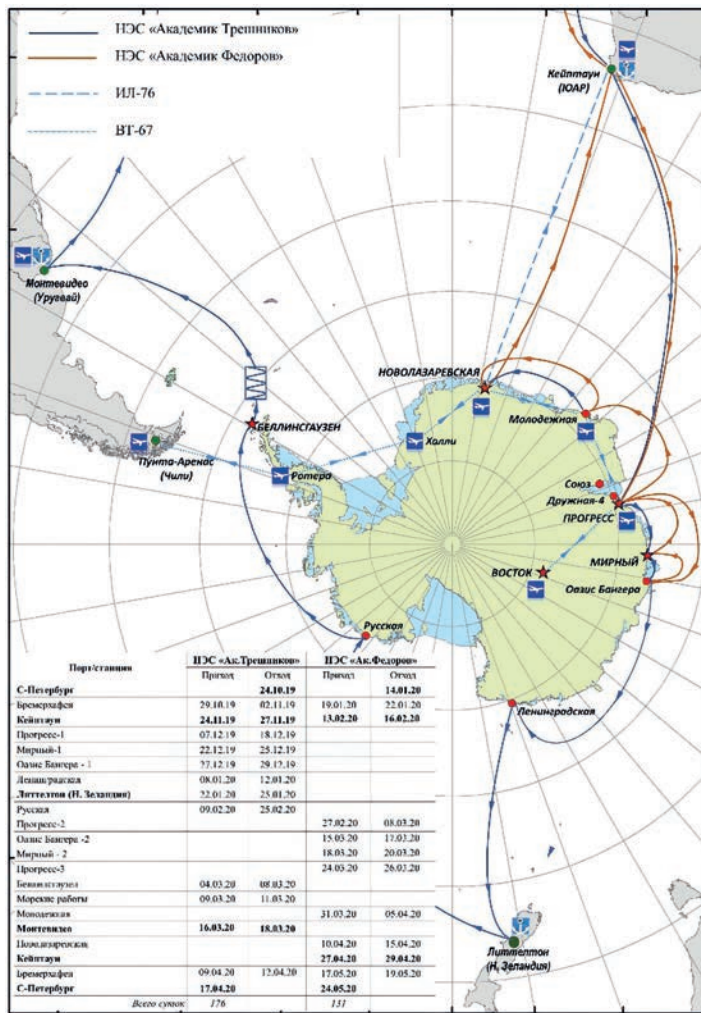 НЭС «Академик Трешников»
НЭС «Академик Федоров»
ИЛ-76
ВТ-67
Кейптаун
(ЮАР)
Монтевидео
(Уругвай)
НОВОЛАЗАРЕВСКАЯ
Молодежная
БЕЛЛИНСГАУЗЕН
Халли
Пунта-Аренас
(Чили)
Ротера
Союз
Дружная-4
ПРОГРЕСС
МИРНЫЙ
ВОСТОК
Оазис Бангера
Русская
Ленинградская
Литтелтон
(Н. Зеландия)
Порт/станция НЭС «Ак.Трешников» НЭС «Ак.Федоров»
Приход Отход Приход Отход
С-Петербург 24.10.19 14.01.20
Бремерхафен 29.10.19 02.11.19 19.01.20 22.01.20
Кейптаун 24.11.19 27.11.19 13.02.20 16.02.20
Прогресс-1 07.12.19 18.12.19
Мирный-1 22.12.19 25.12.19
Оазис Бангера - 1 27.12.19 29.12.19
Ленинградская 08.01.20 12.01.20
Литтелтон (Н. Зеландия) 22.01.20 25.01.20
Русская 09.02.20 25.02.20
Прогресс-2 27.02.20 08.03.20
Оазис Бангера -2 15.03.20 17.03.20
Мирный - 2 18.03.20 20.03.20
Прогресс-3 24.03.20 26.03.20
Беллинсгаузен 04.03.20 08.03.20
Морские работы 09.03.20 11.03.20
Молодежная 31.03.20 05.04.20
Монтевидео 16.03.20 18.03.20
Новолазаревская 10.04.20 15.04.20
Кейптаун 27.04.20 29.04.20
Бремерхафен 09.04.20 12.04.20 17.05.20 19.05.20
С-Петербург 17.04.20 24.05.20
Всего суток 176 131